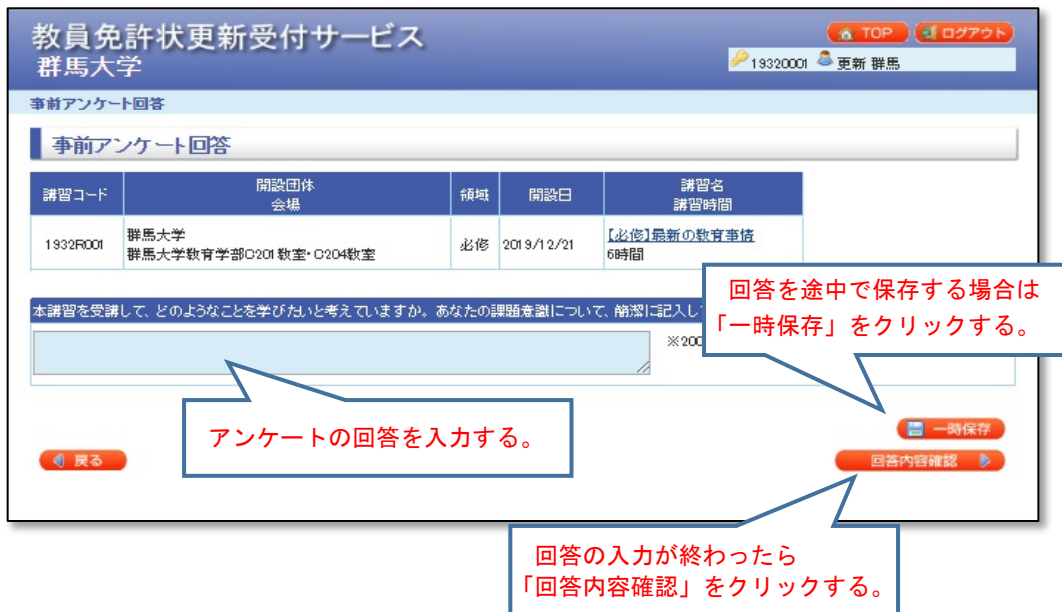 教員免許状更新受付サービス
群馬大学
TOP ログアウト
19320001 更新 群馬
事前アンケート回答
事前アンケート回答
講習コード 開設団体 会場 領域 開設日 講習名 講習時間
1932R001 群馬大学 必修 2019/12/21 【必修】最新の教育事情
群馬大学教育学部C201教室・C204教室 6時間
回答を途中で保存する場合は
「一時保存」をクリックする。
本講習を受講して、どのようなことを学びたいと考えていますか。あなたの課題意識について、簡潔に記入し
※200
アンケートの回答を入力する。
一時保存
戻る 回答内容確認
回答の入力が終わったら
「回答内容確認」をクリックする。